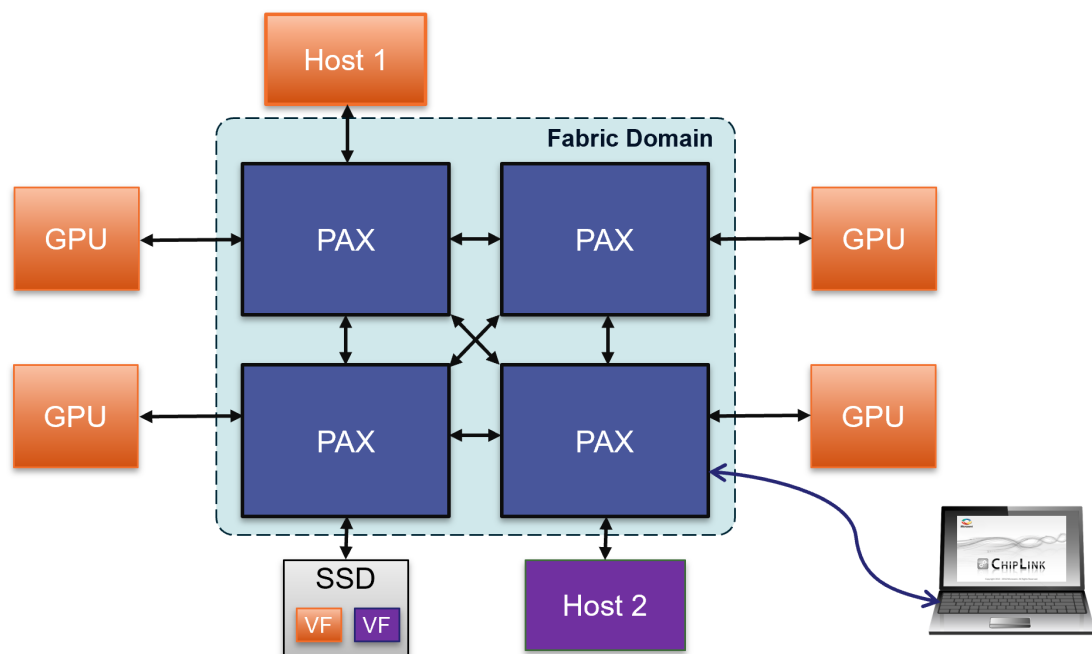 Host 1
Fabric Domain
GPU
PAX
PAX
GPU
GPU
PAX
PAX
GPU
SSD
VF
VF
Host 2
CHIPLINK